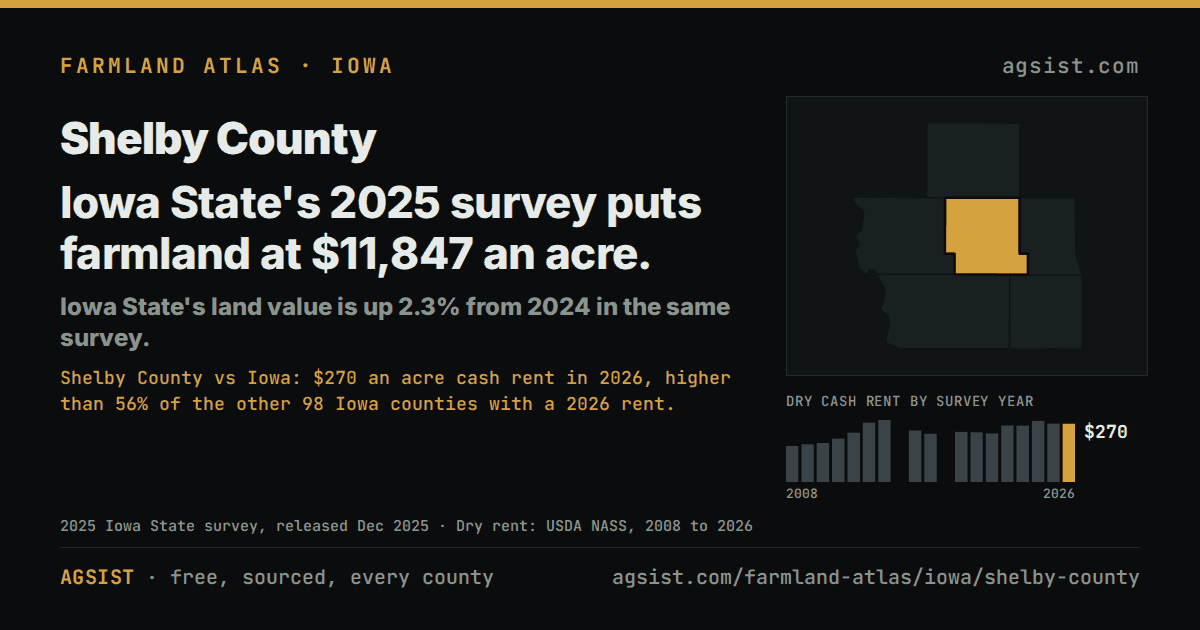 FARMLAND ATLAS · IOWA
agsist.com
Shelby County
Iowa State's 2025 survey puts
farmland at $11,847 an acre.
Iowa State's land value is up 2.3% from 2024 in the same
survey.
Shelby County vs Iowa: $270 an acre cash rent in 2026, higher
than 56% of the other 98 Iowa counties with a 2026 rent.
DRY CASH RENT BY SURVEY YEAR
$270
2008 2026
2025 Iowa State survey, released Dec 2025 · Dry rent: USDA NASS, 2008 to 2026
AGSIST · free, sourced, every county
agsist.com/farmland-atlas/iowa/shelby-county